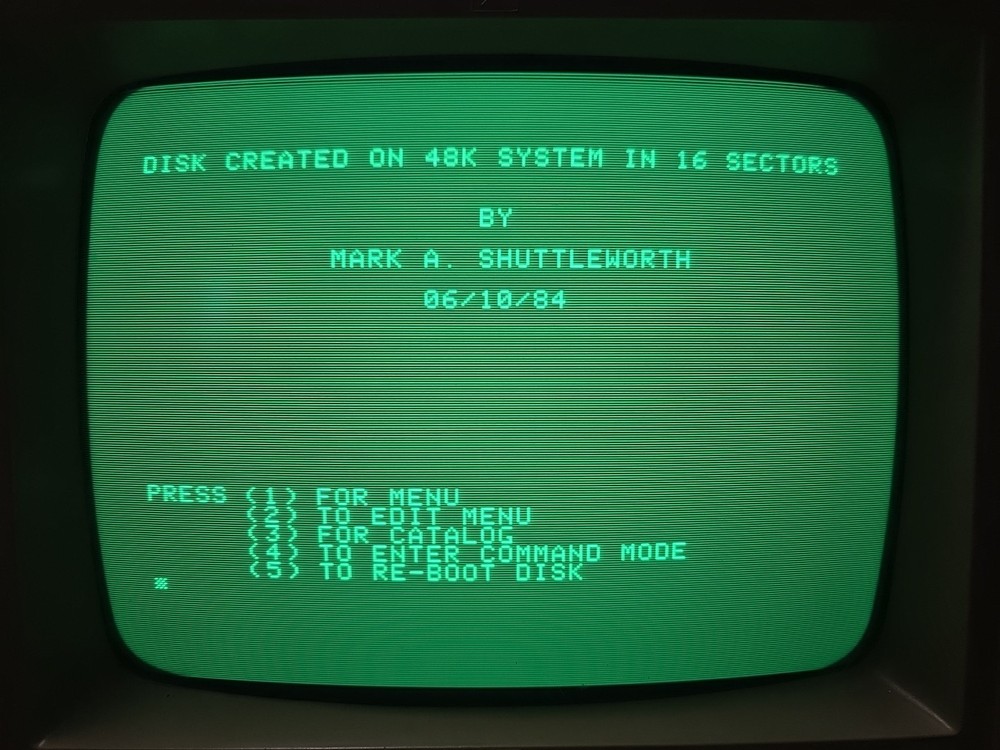 DISK CREATED ON 48K SYSTEM IN 16 SECTORS
BY
MARK A. SHUTTLEWORTH
06/10/84
PRESS (1) FOR MENU
(2) TO EDIT MENU
(3) FOR CATALOG
(4) TO ENTER COMMAND MODE
(5) TO RE-BOOT DISK